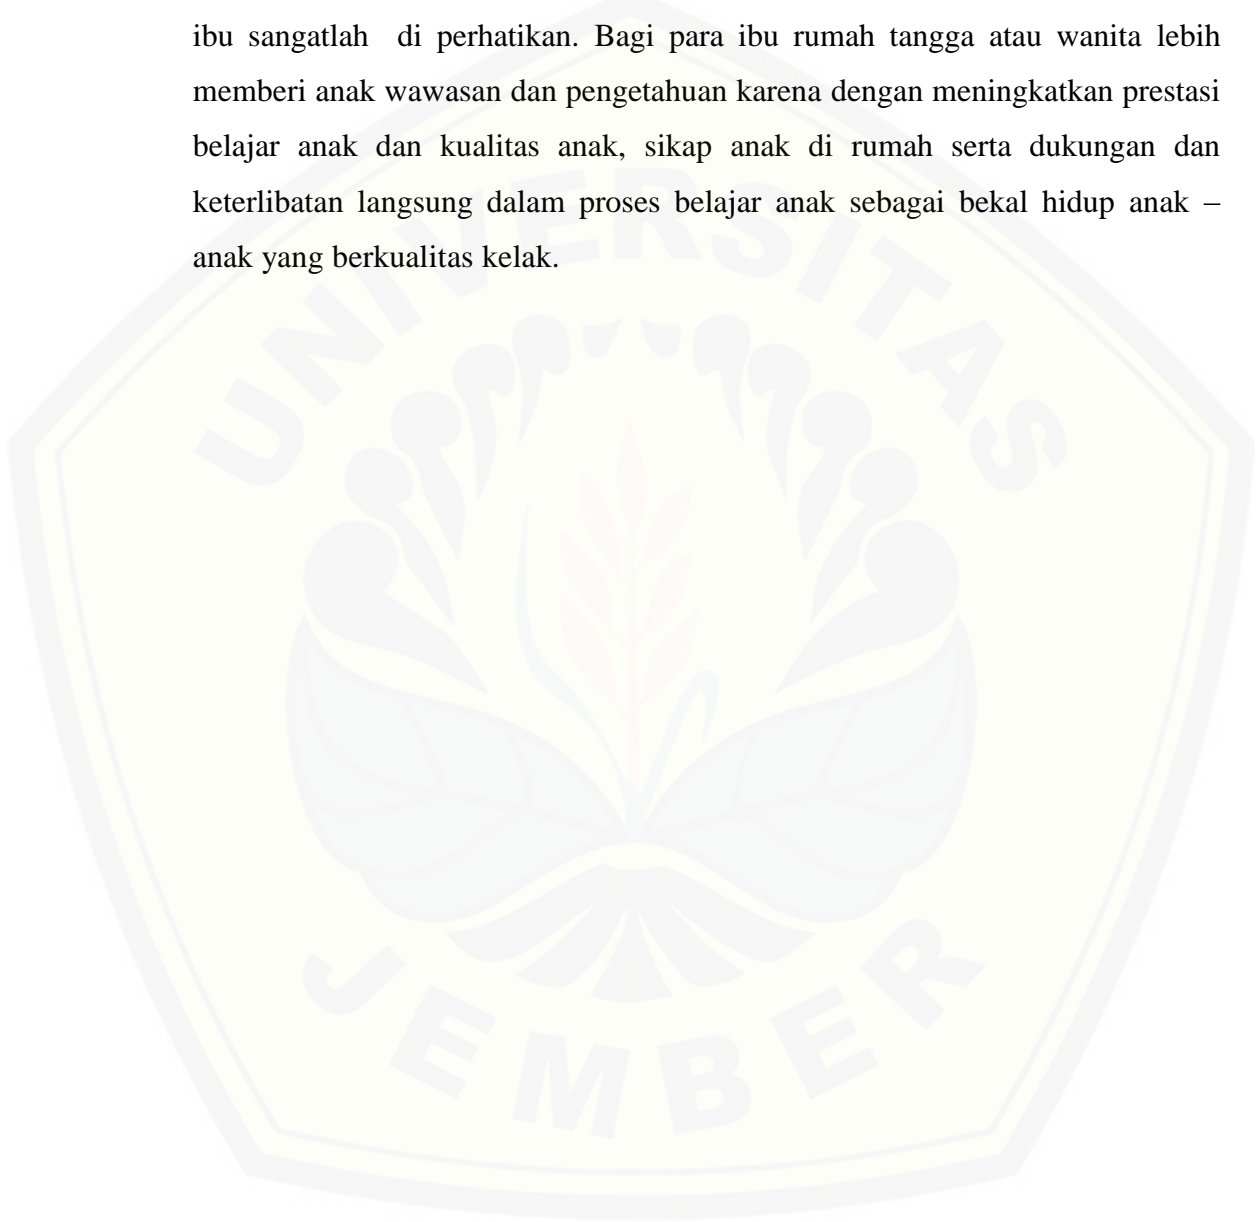 ibu sangatlah  di perhatikan. Bagi para ibu rumah tangga atau wanita lebih
memberi anak wawasan dan pengetahuan karena dengan meningkatkan prestasi
belajar anak dan kualitas anak, sikap anak di rumah serta dukungan dan
keterlibatan langsung dalam proses belajar anak sebagai bekal hidup anak –
anak yang berkualitas kelak.
UNIVERSITAS
JEMBER